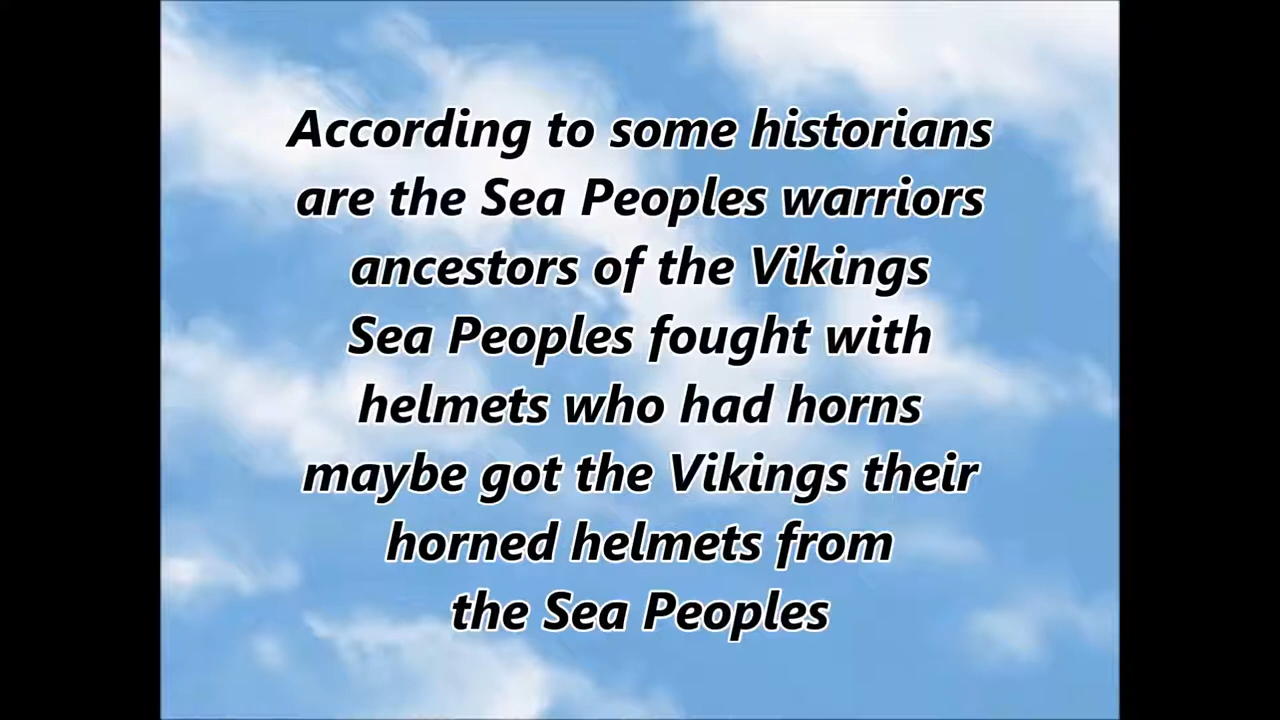 According to some historians
are the Sea Peoples warriors
ancestors of the Vikings
Sea Peoples fought with
helmets who had horns
maybe got the Vikings their
horned helmets from
the Sea Peoples